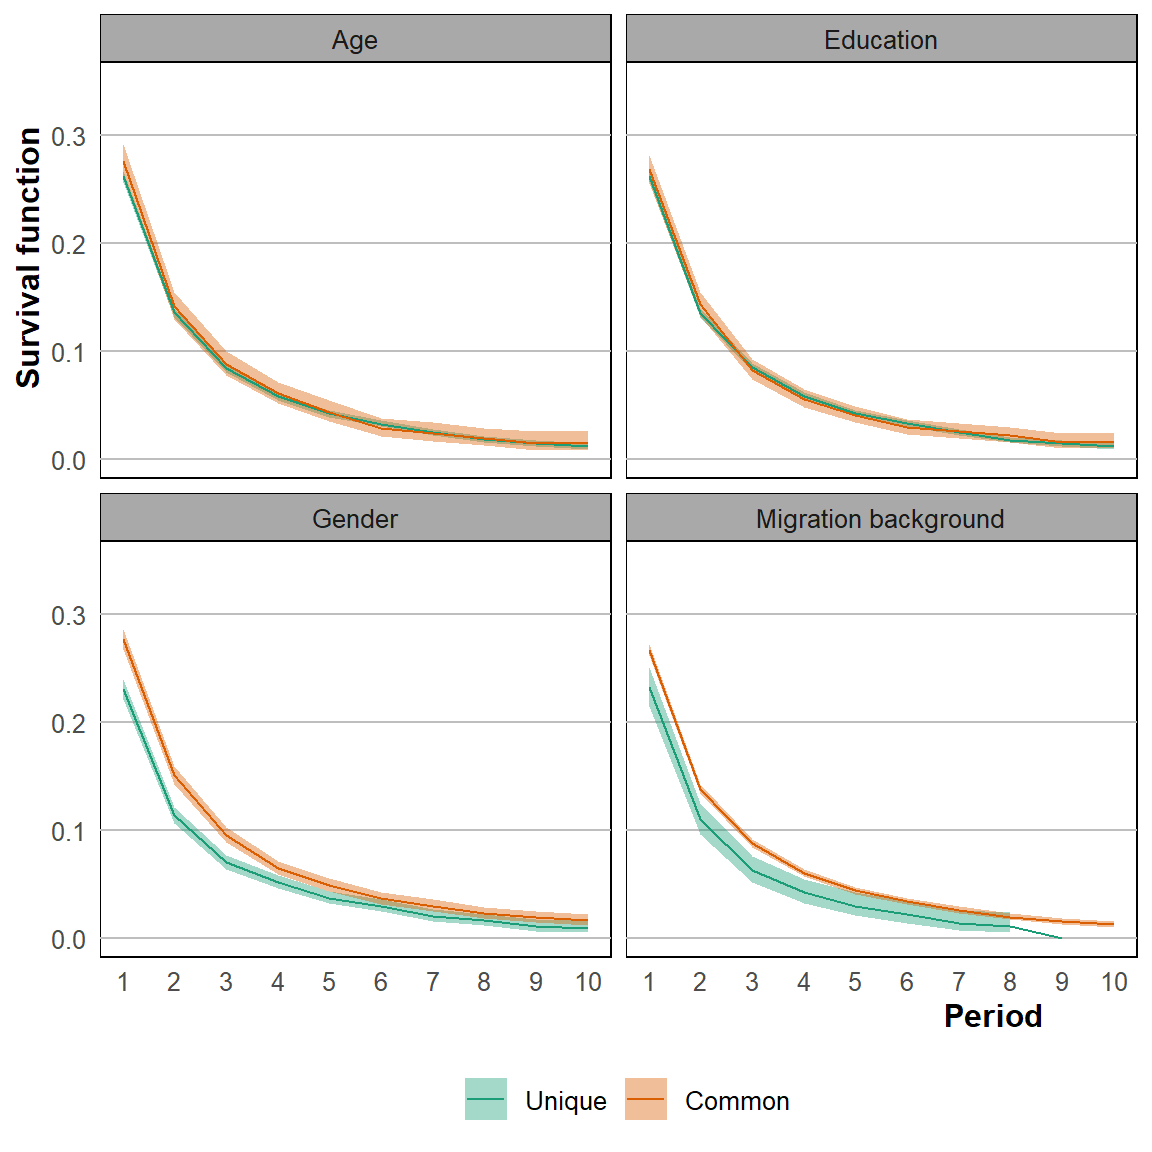 Age
Education
Survival function
0.3
0.2
0.1
0.0
Gender
Migration background
0.3
0.2
0.1
0.0
1 2 3 4 5 6 7 8 9 10
1 2 3 4 5 6 7 8 9 10
Period
Unique Common